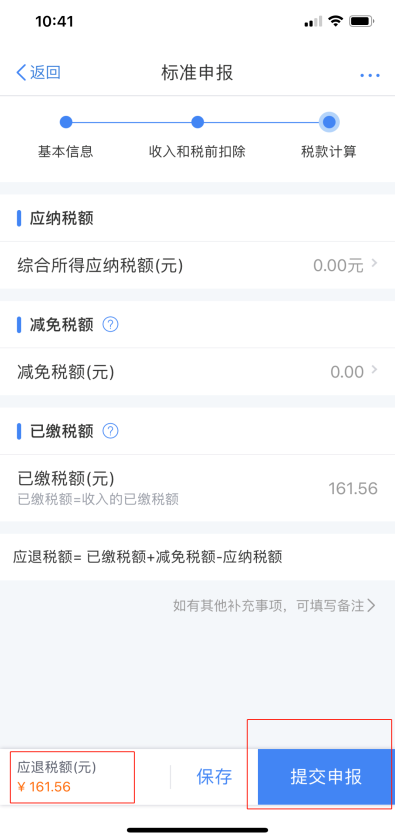 10:41
返回
标准申报
基本信息
收入和税前扣除
税款计算
应纳税额
综合所得应纳税额(元)
0.00元
减免税额
减免税额(元)
0.00
已缴税额
已缴税额(元)
161.56
已缴税额=收入的已缴税额
应退税额= 已缴税额+减免税额-应纳税额
如有其他补充事项，可填写备注
应退税额(元)
¥ 161.56
保存
提交申报